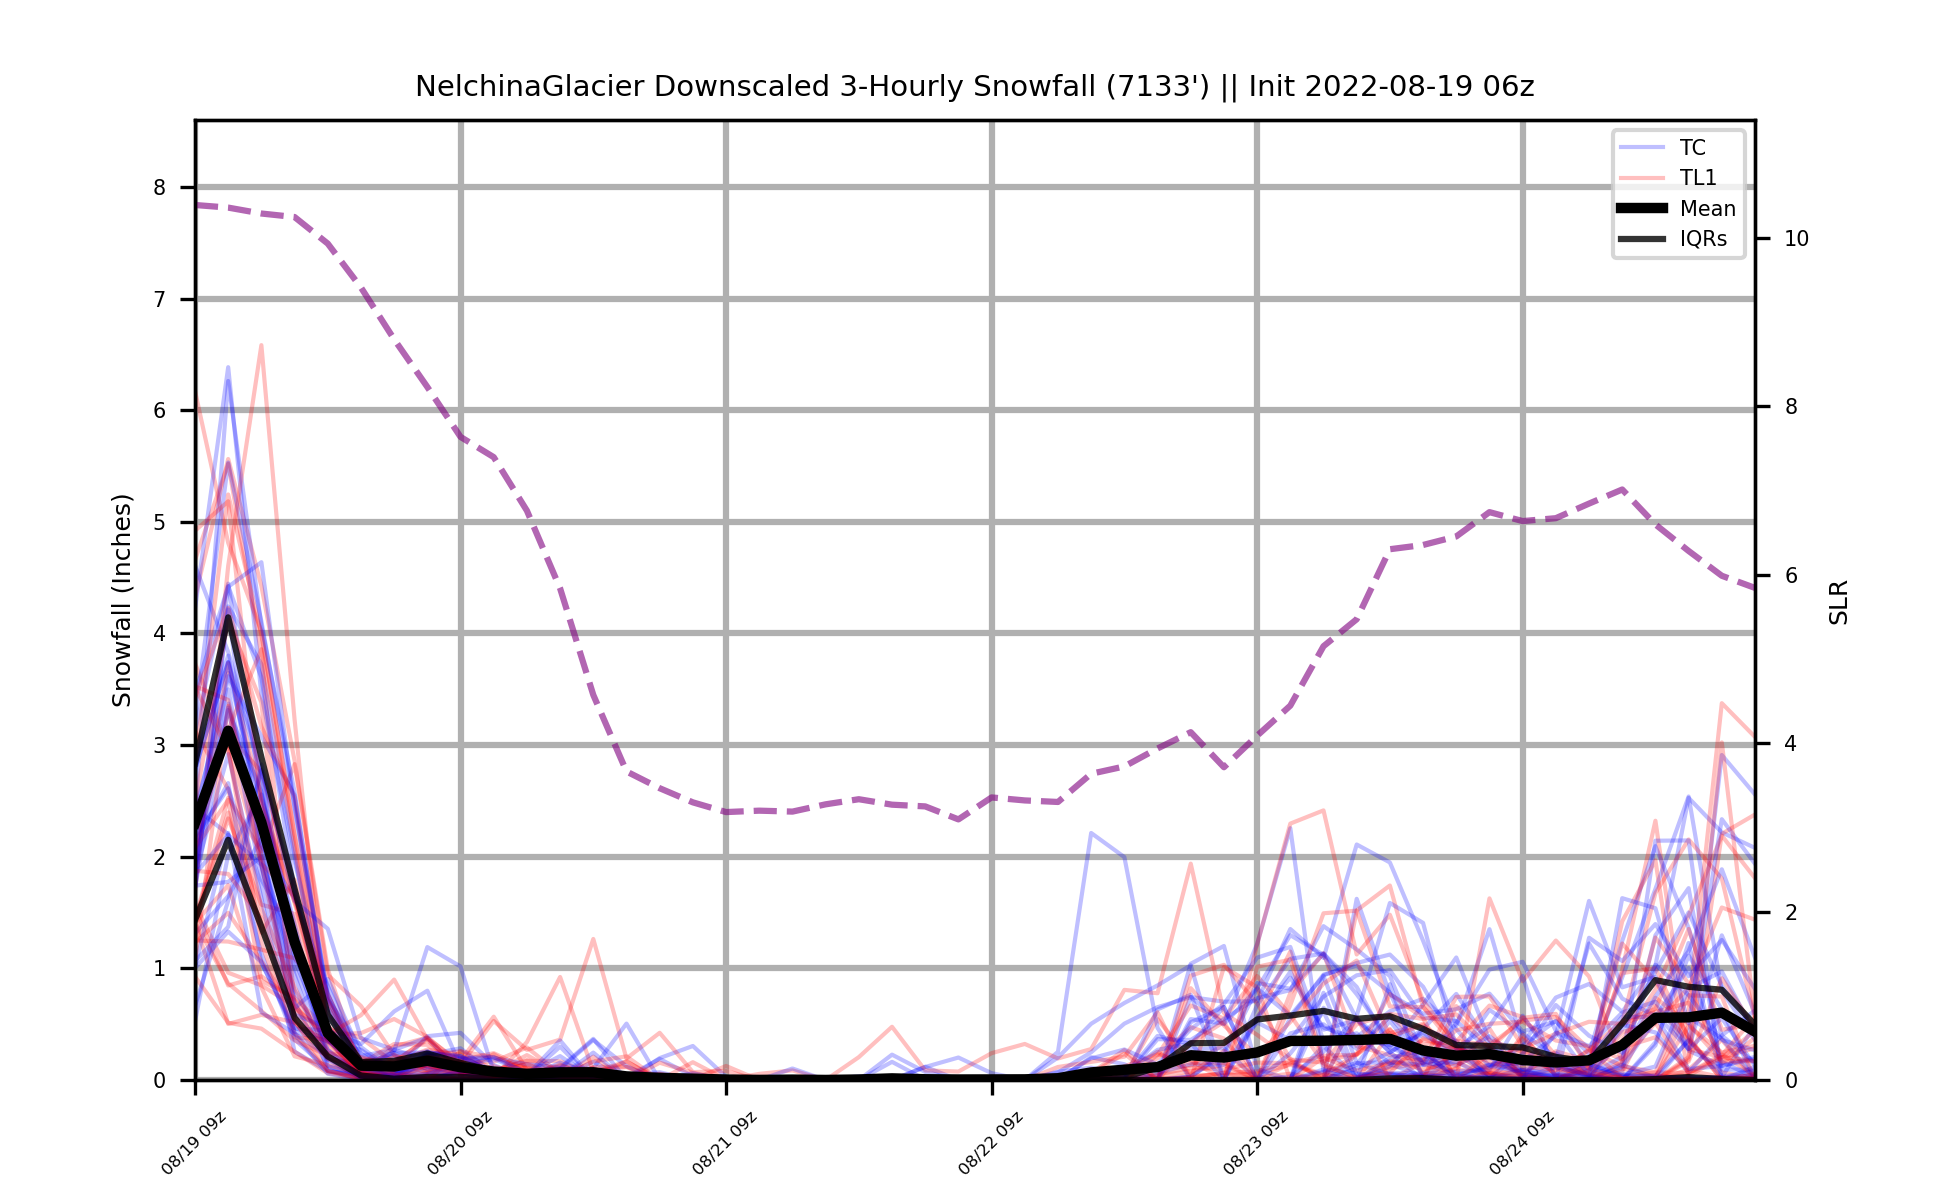 NelchinaGlacier Downscaled 3-Hourly Snowfall (7133') || Init 2022-08-19 06z
TC
TL1
Mean
IQRs
8
7
6
5
4
3
2
1
0
Snowfall (Inches)
10
8
6
4
2
0
SLR
08/19 09z
08/20 09z
08/21 09z
08/22 09z
08/23 09z
08/24 09z